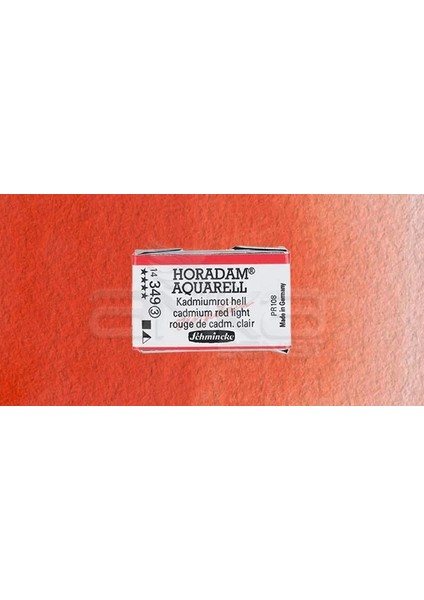 HORADAM®
AQUARELL
Kadmiumrot hell
cadmium red light
rouge de cadm. clair
Schmincke
14 349 3
★★★★
PR108
Made in Germany